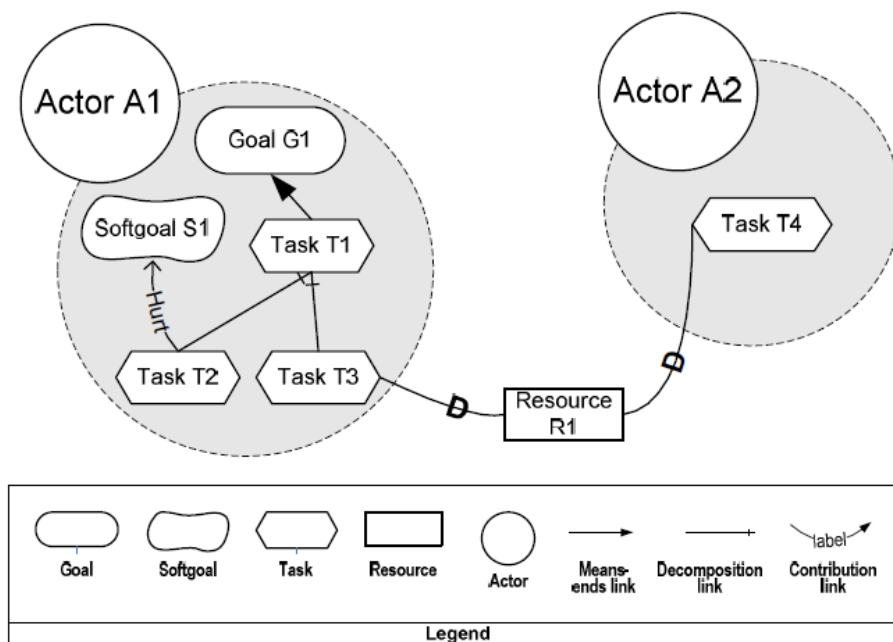 Actor A1
Actor A2
Goal G1
Softgoal S1
Task T1
Task T4
Hurt
Task T2
Task T3
D
D
Resource
R1
Goal
Softgoal
Task
Resource
Actor
Means-
ends link
Decomposition
link
label
Contribution
link
Legend